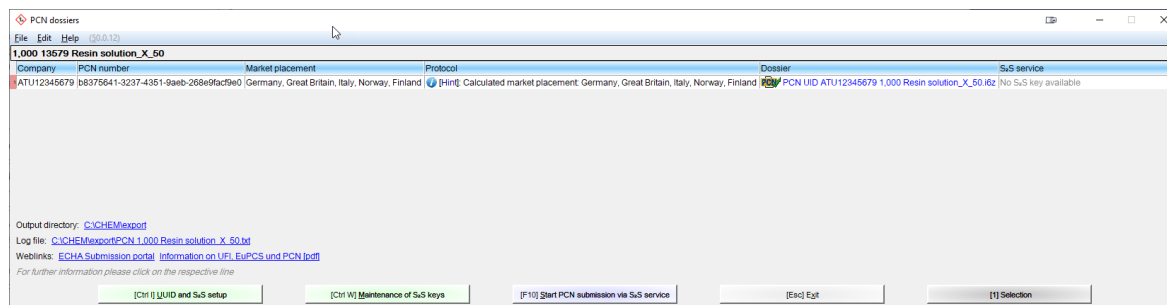 PCN dossiers
File Edit Help (50.0.12)
1,000 13579 Resin solution_X_50
Company PCN number Market placement Protocol Dossier S₂S service
ATU12345679 b8375641-3237-4351-9aeb-268e9facf9e0 Germany, Great Britain, Italy, Norway, Finland [Hint]: Calculated market placement: Germany, Great Britain, Italy, Norway, Finland PCN PCN UID ATU12345679 1,000 Resin solution_X_50.i6z No S₂S key available
Output directory: C:\CHEM\export
Log file: C:\CHEM\export\PCN 1,000 Resin solution_X_50.txt
Weblinks: ECHA Submission portal Information on UFI, EuPCS und PCN [pdf]
For further information please click on the respective line
[Ctrl I] UUID and S₂S setup [Ctrl W] Maintenance of S₂S keys [F10] Start PCN submission via S₂S service [Esc] Exit [1] Selection